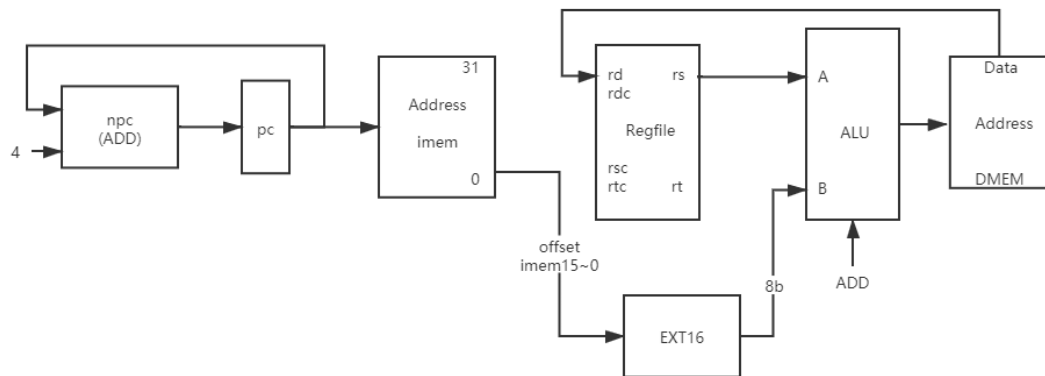 4
npc
(ADD)
pc
31
Address
imem
0
offset
imem15~0
EXT16
8b
rd rs
rdc
Regfile
rsc
rtc rt
A
ALU
B
ADD
Data
Address
DMEM